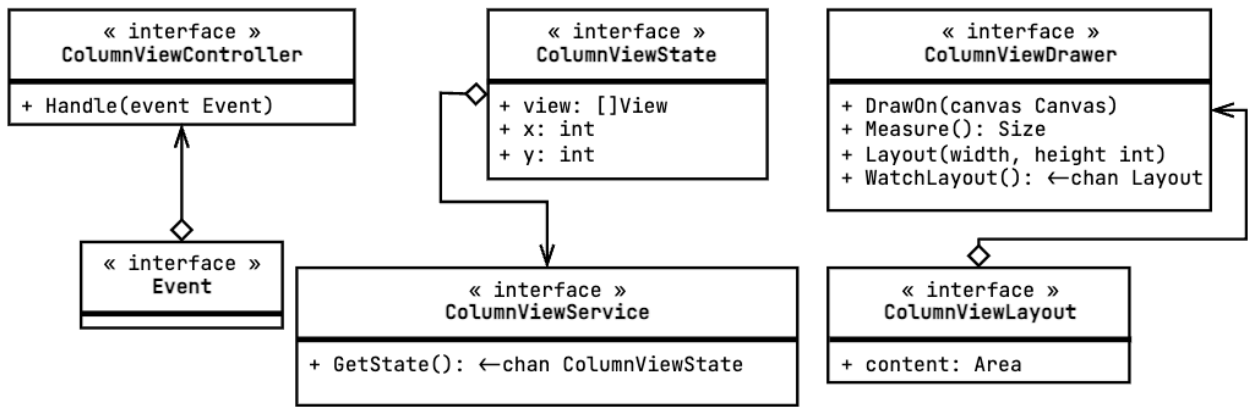 « interface »
ColumnViewController
+ Handle(event Event)
« interface »
ColumnViewState
+ view: []View
+ x: int
+ y: int
« interface »
ColumnViewDrawer
+ DrawOn(canvas Canvas)
+ Measure(): Size
+ Layout(width, height int)
+ WatchLayout(): <-chan Layout
« interface »
Event
« interface »
ColumnViewService
+ GetState(): <-chan ColumnViewState
« interface »
ColumnViewLayout
+ content: Area